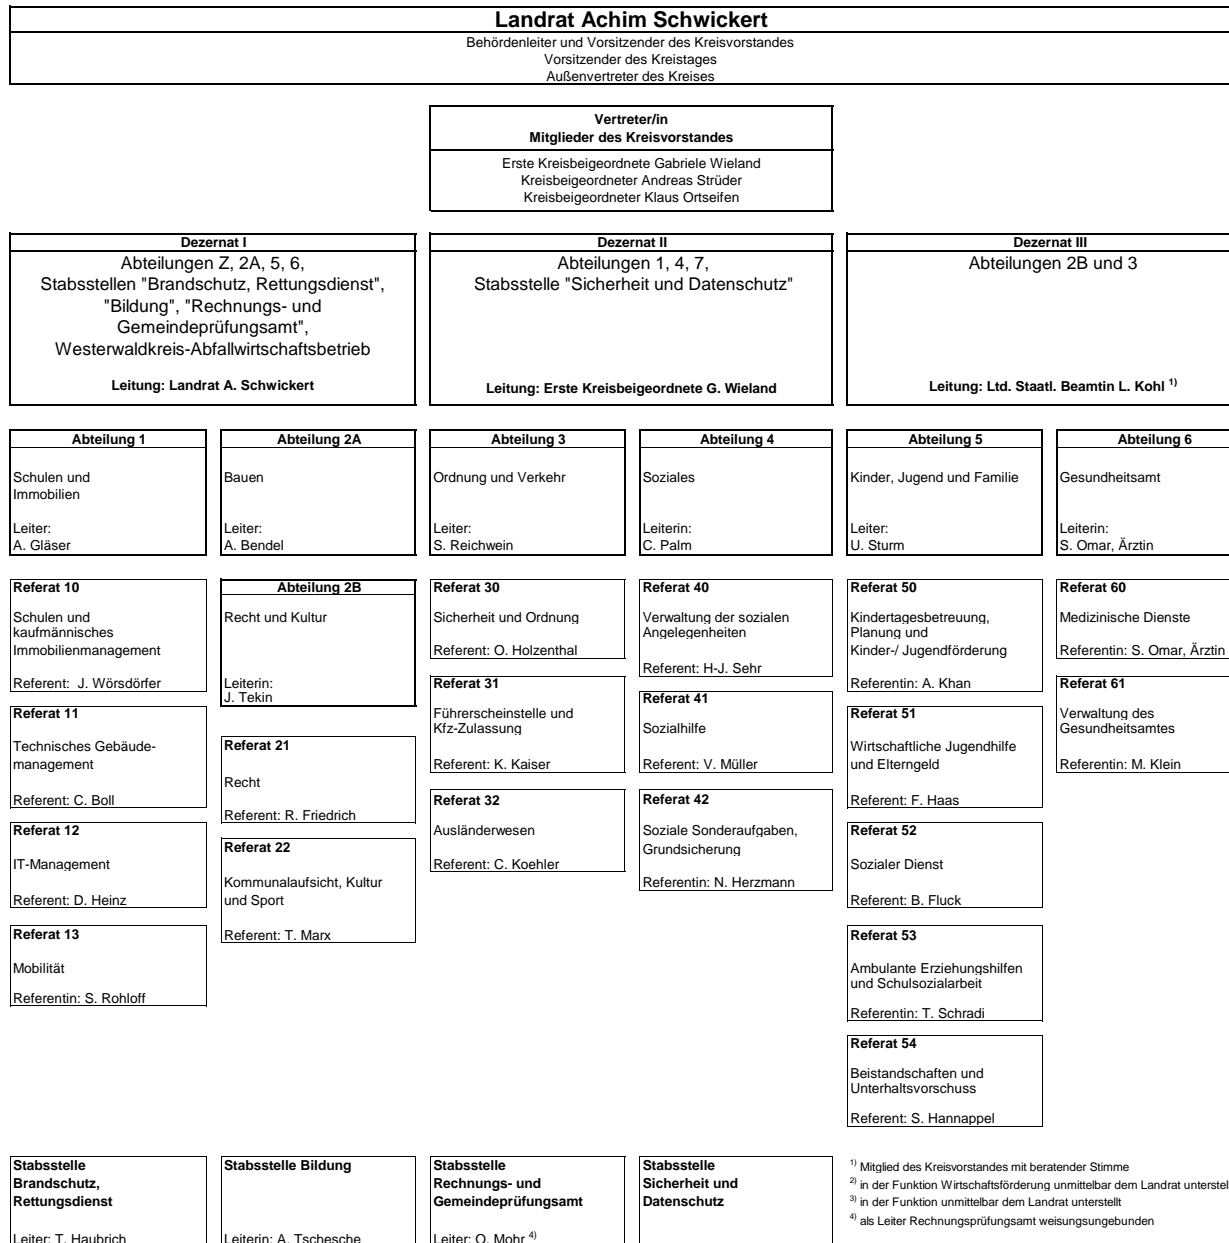 Landrat Achim Schwickert
Behördenleiter und Vorsitzender des Kreisvorstandes
Vorsitzender des Kreistages
Außenvertreter des Kreises
Vertreter/in
Mitglieder des Kreisvorstandes
Erste Kreisbeigeordnete Gabriele Wieland
Kreisbeigeordneter Andreas Strüder
Kreisbeigeordneter Klaus Ortseifen
Dezernat I
Abteilungen Z, 2A, 5, 6,
Stabsstellen "Brandschutz, Rettungsdienst",
"Bildung", "Rechnungs- und
Gemeindeprüfungsamt",
Westerwaldkreis-Abfallwirtschaftsbetrieb
Leitung: Landrat A. Schwickert
Dezernat II
Abteilungen 1, 4, 7,
Stabsstelle "Sicherheit und Datenschutz"
Leitung: Erste Kreisbeigeordnete G. Wieland
Dezernat III
Abteilungen 2B und 3
Leitung: Ltd. Staatl. Beamtin L. Kohl 1)
Abteilung 1
Schulen und
Immobilien
Leiter:
A. Gläser
Abteilung 2A
Bauen
Leiter:
A. Bendel
Abteilung 3
Ordnung und Verkehr
Leiter:
S. Reichwein
Abteilung 4
Soziales
Leiterin:
C. Palm
Abteilung 5
Kinder, Jugend und Familie
Leiter:
U. Sturm
Abteilung 6
Gesundheitsamt
Leiterin:
S. Omar, Ärztin
Referat 10
Schulen und
kaufmännisches
Immobilienmanagement
Referent: J. Wörsdörfer
Referat 11
Technisches Gebäude-
management
Referent: C. Boll
Referat 12
IT-Management
Referent: D. Heinz
Referat 13
Mobilität
Referentin: S. Rohloff
Abteilung 2B
Recht und Kultur
Leiterin:
J. Tekin
Referat 21
Recht
Referent: R. Friedrich
Referat 22
Kommunalaufsicht, Kultur
und Sport
Referent: T. Marx
Referat 30
Sicherheit und Ordnung
Referent: O. Holzenthal
Referat 31
Führerscheinstelle und
Kfz-Zulassung
Referent: K. Kaiser
Referat 32
Ausländerwesen
Referent: C. Koehler
Referat 40
Verwaltung der sozialen
Angelegenheiten
Referent: H-J. Sehr
Referat 41
Sozialhilfe
Referent: V. Müller
Referat 42
Soziale Sonderaufgaben,
Grundsicherung
Referentin: N. Herzmann
Referat 50
Kindertagesbetreuung,
Planung und
Kinder-/ Jugendförderung
Referentin: A. Khan
Referat 51
Wirtschaftliche Jugendhilfe
und Elterngeld
Referent: F. Haas
Referat 52
Sozialer Dienst
Referent: B. Fluck
Referat 53
Ambulante Erziehungshilfen
und Schulsozialarbeit
Referentin: T. Schradi
Referat 54
Beistandschaften und
Unterhaltsvorschuss
Referent: S. Hannappel
Referat 60
Medizinische Dienste
Referentin: S. Omar, Ärztin
Referat 61
Verwaltung des
Gesundheitsamtes
Referentin: M. Klein
Stabsstelle
Brandschutz,
Rettungsdienst
Leiter: T. Haubrich
Stabsstelle Bildung
Leiterin: A. Tschesche
Stabsstelle
Rechnungs- und
Gemeindeprüfungsamt
Leiter: O. Mohr 4)
Stabsstelle
Sicherheit und
Datenschutz
1) Mitglied des Kreisvorstandes mit beratender Stimme
2) in der Funktion Wirtschaftsförderung unmittelbar dem Landrat unterstel
3) in der Funktion unmittelbar dem Landrat unterstellt
4) als Leiter Rechnungsprüfungsamt weisungsungebunden